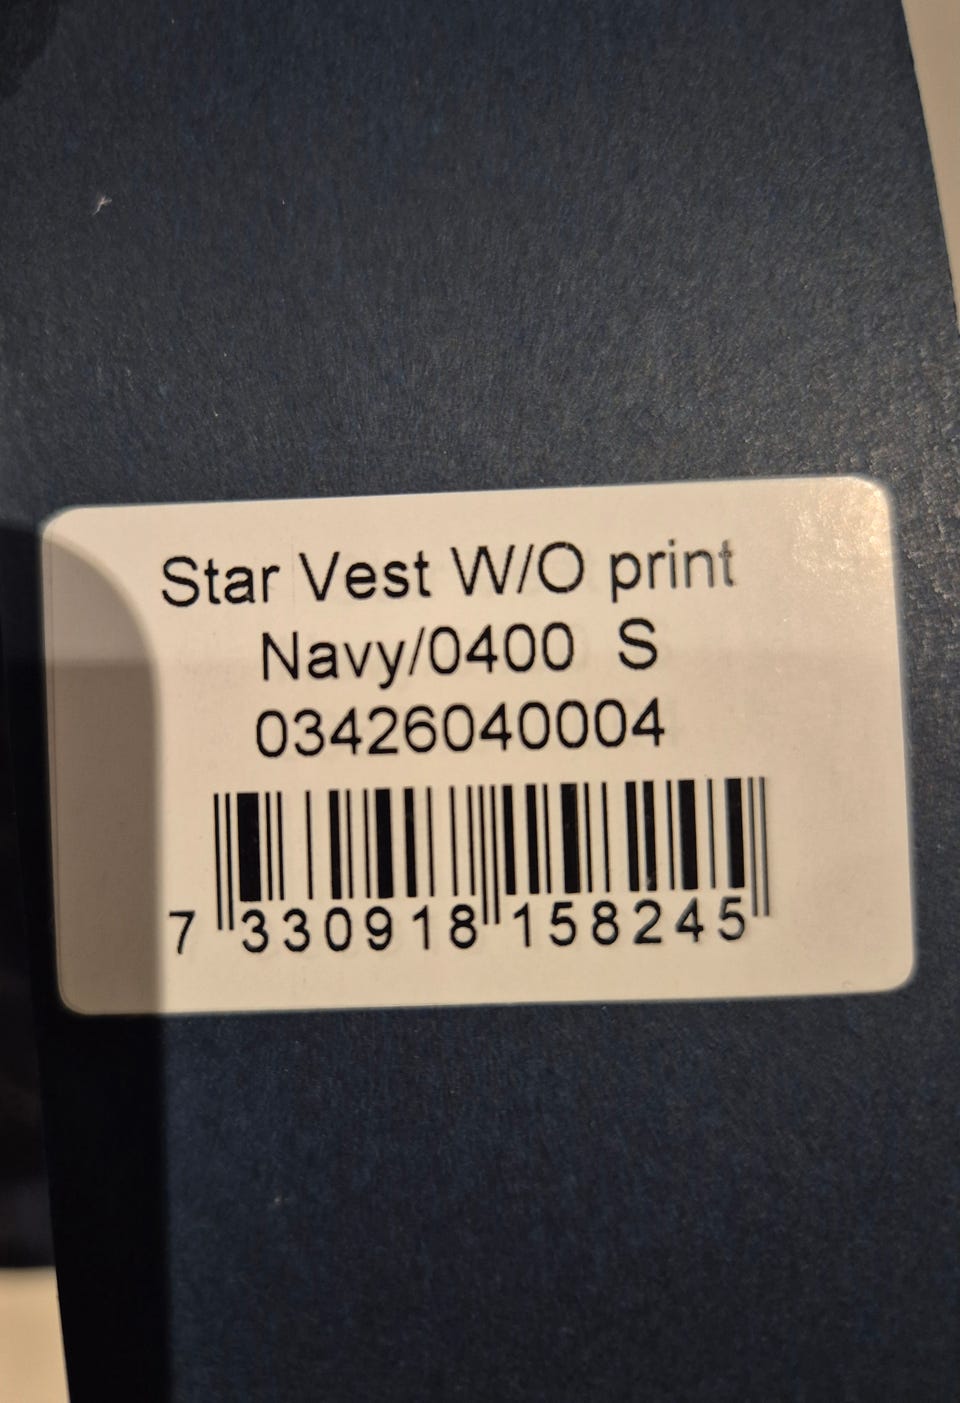 Star Vest W/O print
Navy/0400 S
03426040004
7 330918 158245